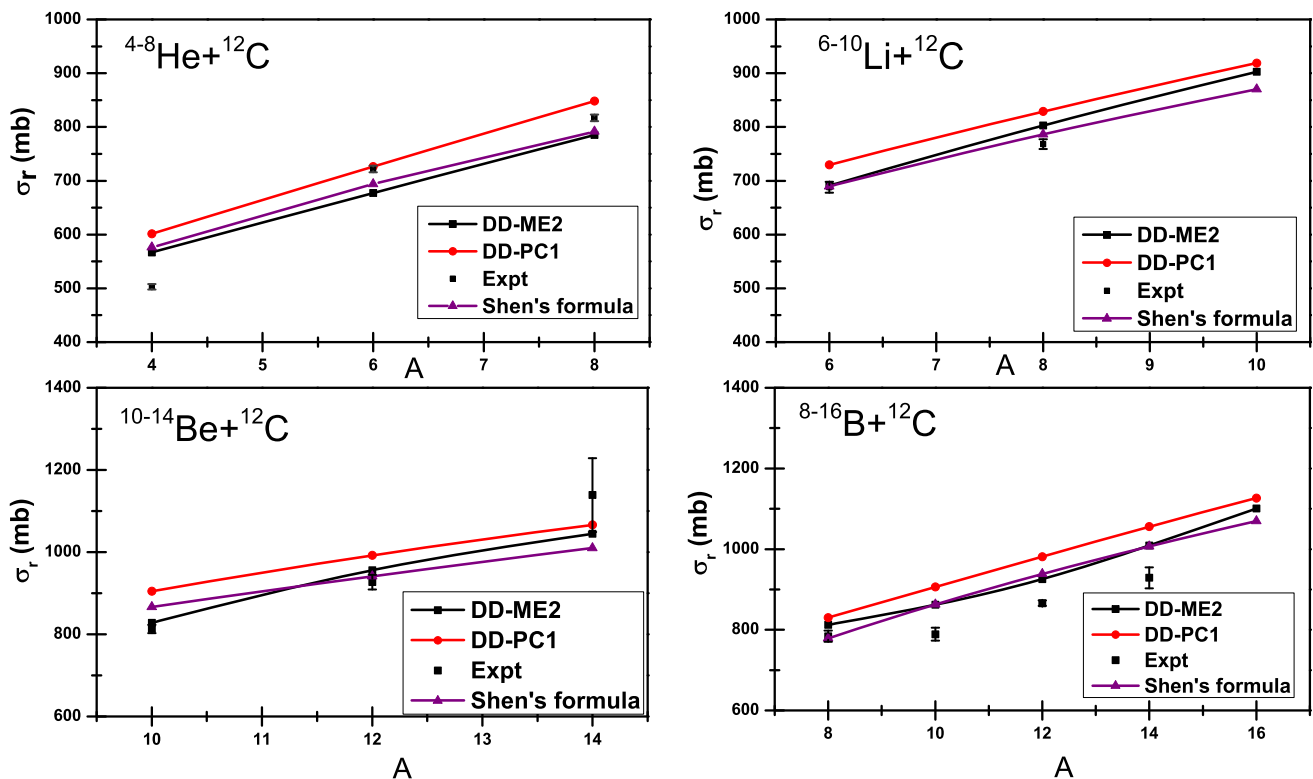 1000
900
800
700
600
500
400
σr (mb)
4-8He+12C
DD-ME2
DD-PC1
Expt
Shen's formula
4 5 6 7 8
A
1000
900
800
700
600
500
400
σr (mb)
6-10Li+12C
DD-ME2
DD-PC1
Expt
Shen's formula
6 7 8 9 10
A
1400
1200
1000
800
600
σr (mb)
10-14Be+12C
DD-ME2
DD-PC1
Expt
Shen's formula
10 11 12 13 14
A
1400
1200
1000
800
600
σr (mb)
8-16B+12C
DD-ME2
DD-PC1
Expt
Shen's formula
8 10 12 14 16
A